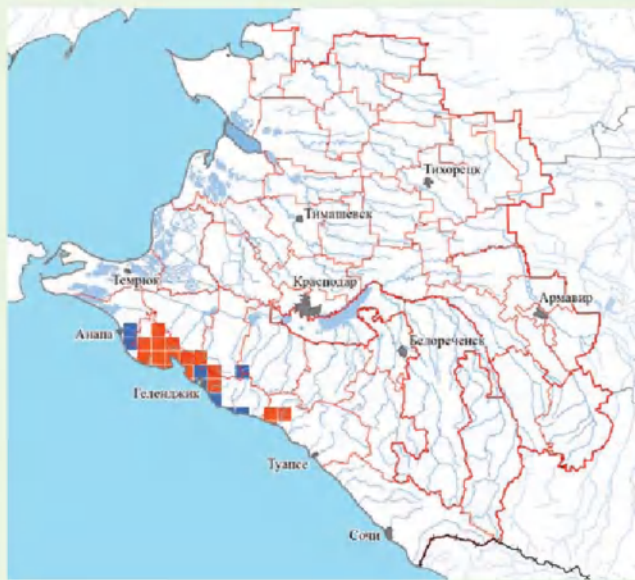 Тихорецк
Тимашевск
Темрюк
Краснодар
Армавир
Анапа
Белореченск
Геленджик
Туапсе
Сочи